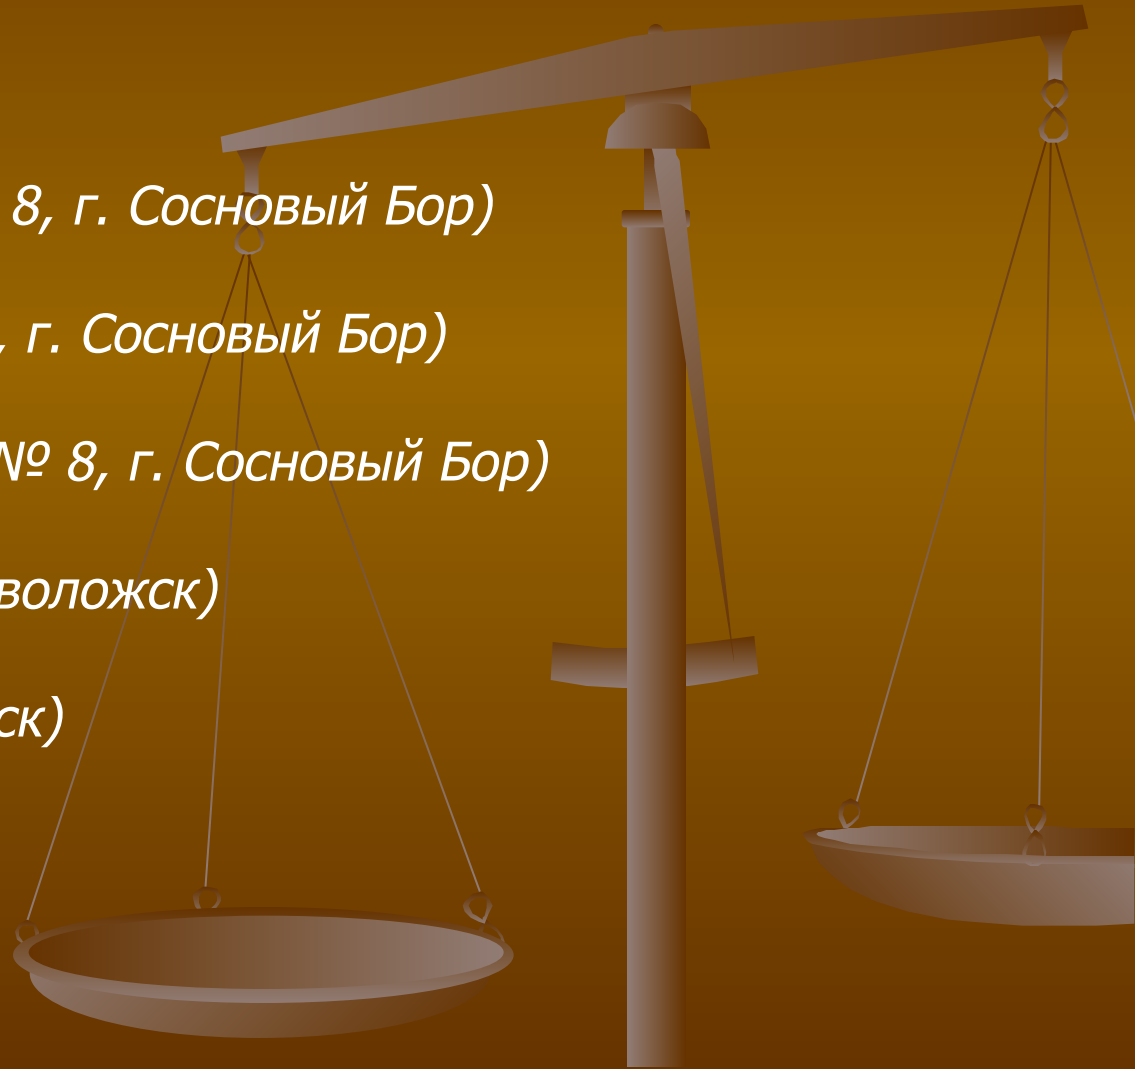 8, г. Сосновый Бор)
, г. Сосновый Бор)
№ 8, г. Сосновый Бор)
воложск)
ск)